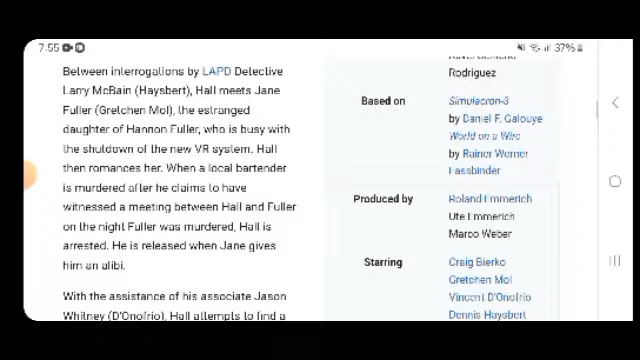 7:55
37%
Between interrogations by LAPD Detective
Larry McBain (Haysbert), Hall meets Jane
Fuller (Gretchen Mol), the estranged
daughter of Hannon Fuller, who is busy with
the shutdown of the new VR system. Hall
then romances her. When a local bartender
is murdered after he claims to have
witnessed a meeting between Hall and Fuller
on the night Fuller was murdered, Hall is
arrested. He is released when Jane gives
him an alibi.
With the assistance of his associate Jason
Whitney (D'Onofrio), Hall attempts to find a
Rodriguez
Based on
Simulacron-3
by Daniel F. Galouye
World on a Wire
by Rainer Werner
Fassbinder
Produced by
Roland Emmerich
Ute Emmerich
Marco Weber
Starring
Craig Bierko
Gretchen Mol
Vincent D'Onofrio
Dennis Haysbert